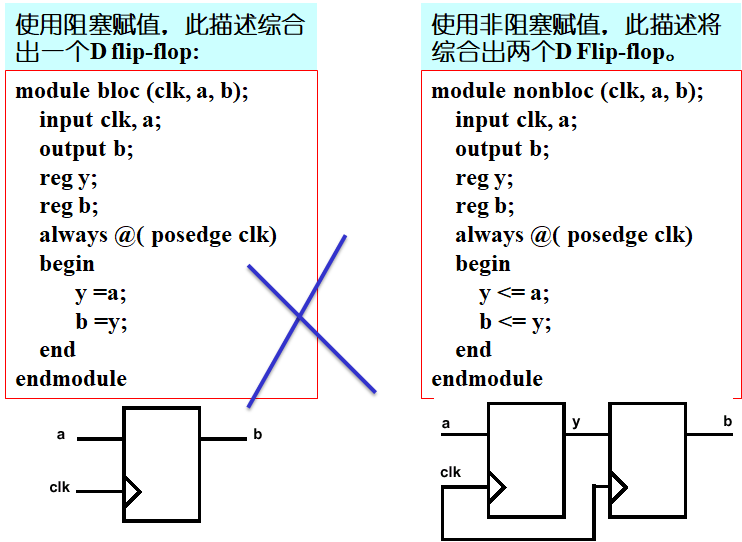 使用阻塞赋值，此描述综合
出一个D flip-flop:
module bloc (clk, a, b);
input clk, a;
output b;
reg y;
reg b;
always @( posedge clk)
begin
y =a;
b =y;
end
endmodule
a
b
clk
使用非阻塞赋值，此描述将
综合出两个D Flip-flop。
module nonbloc (clk, a, b);
input clk, a;
output b;
reg y;
reg b;
always @( posedge clk)
begin
y <= a;
b <= y;
end
endmodule
a
y
b
clk